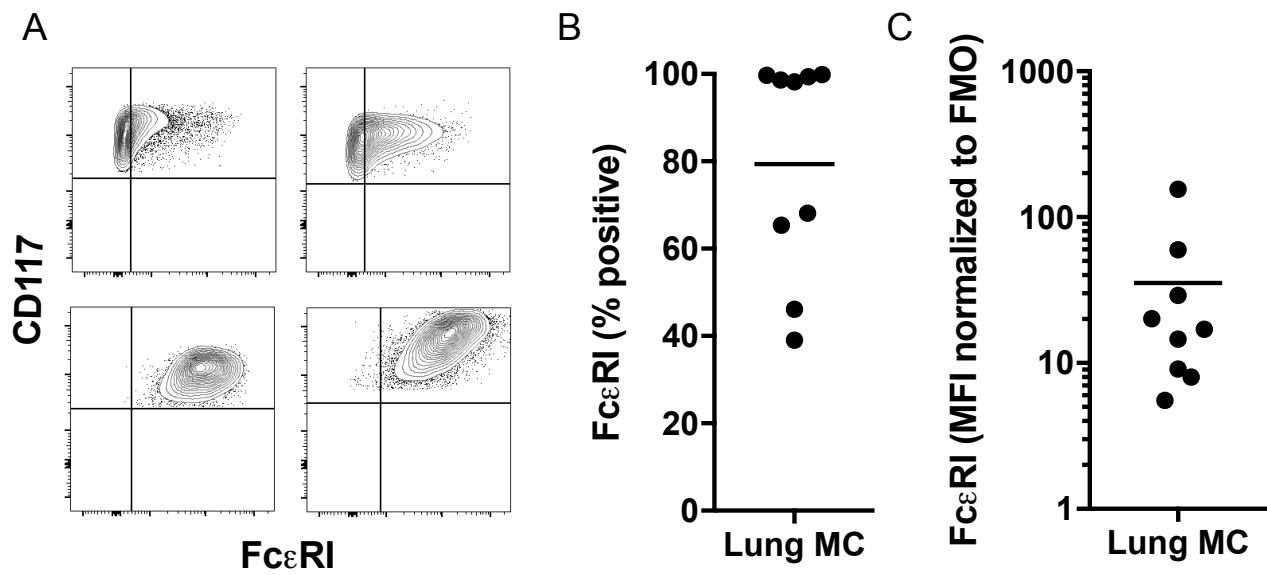 A
CD117
FcεRI
B
FcεRI (% positive)
100
80
60
40
20
0
Lung MC
C
FcεRI (MFI normalized to FMO)
1000
100
10
1
Lung MC